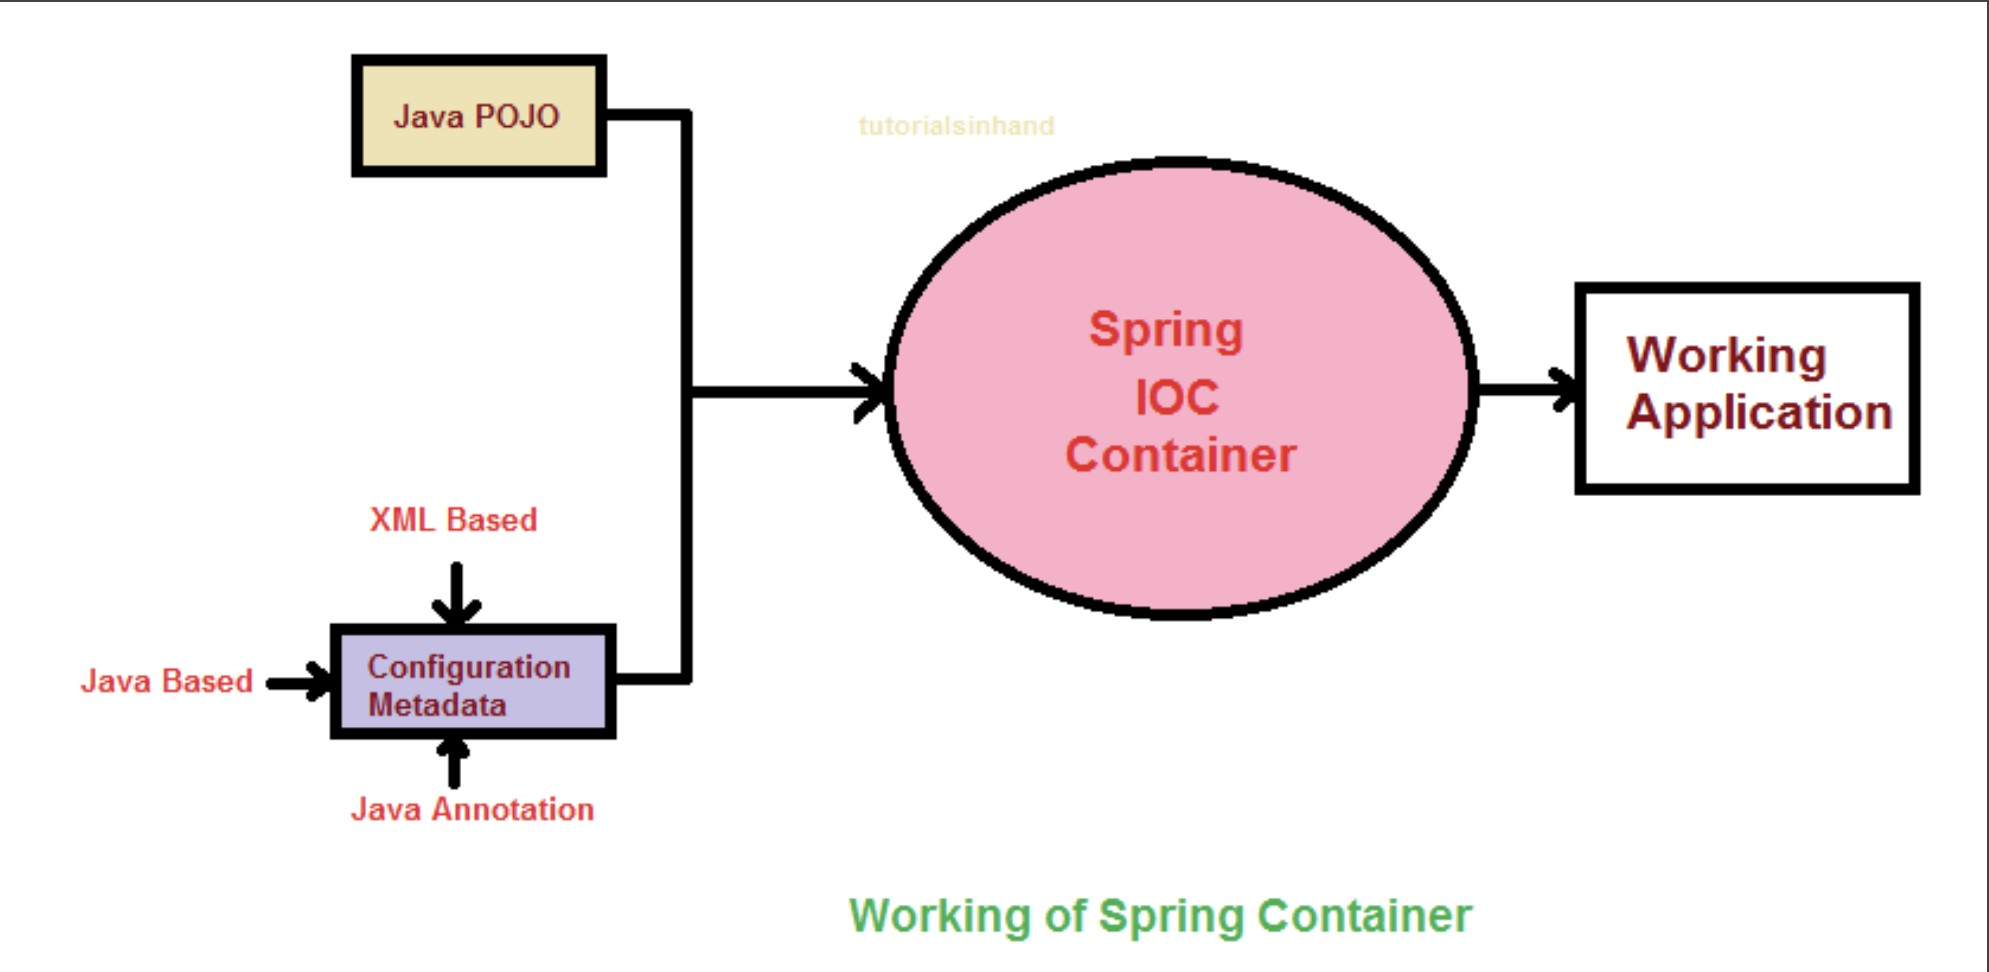 Java POJO
tutorialsinhand
Spring
IOC
Container
Working
Application
XML Based
Java Based
Configuration
Metadata
Java Annotation
Working of Spring Container